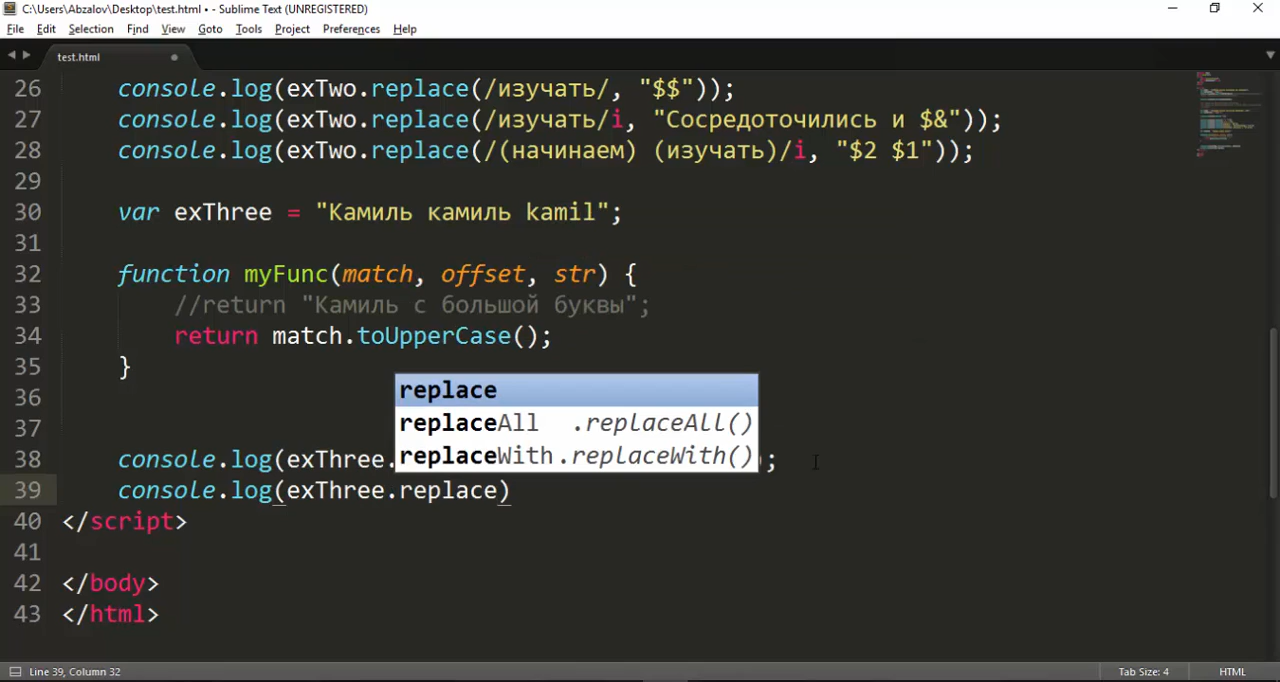 C:\Users\Abzalov\Desktop\test.html • - Sublime Text (UNREGISTERED)
File Edit Selection Find View Goto Tools Project Preferences Help
test.html
26 console.log(exTwo.replace(/изучать/, "$$"));
27 console.log(exTwo.replace(/изучать/i, "Сосредоточились и $&"));
28 console.log(exTwo.replace(/(начинаем) (изучать)/i, "$2 $1"));
29
30 var exThree = "Камиль камиль kamil";
31
32 function myFunc(match, offset, str) {
33 //return "Камиль с большой буквы";
34 return match.toUpperCase();
35 }
36
replace
37
replaceAll .replaceAll()
38 console.log(exThree. );
replaceWith .replaceWith()
39 console.log(exThree.replace)
40 </script>
41
42 </body>
43 </html>
Line 39, Column 32 Tab Size: 4 HTML